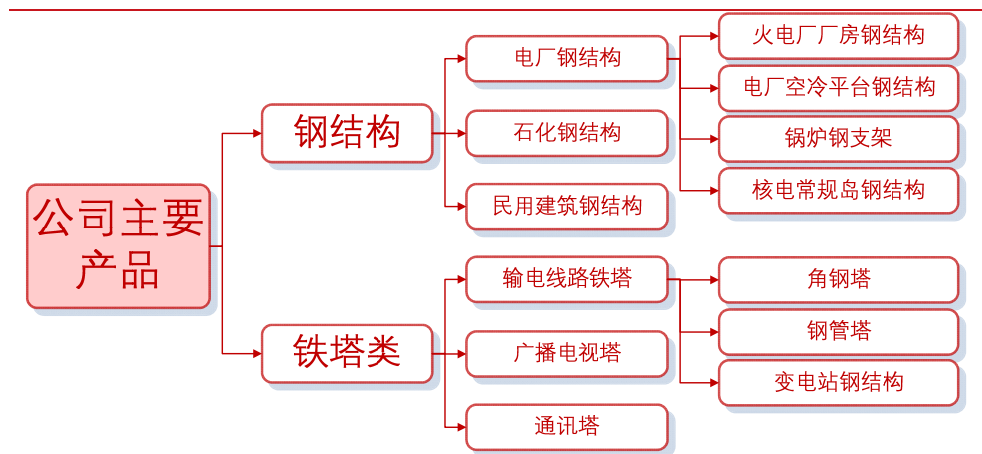 公司主要
产品
钢结构
电厂钢结构
火电厂厂房钢结构
电厂空冷平台钢结构
锅炉钢支架
核电常规岛钢结构
石化钢结构
民用建筑钢结构
铁塔类
输电线路铁塔
角钢塔
钢管塔
变电站钢结构
广播电视塔
通讯塔